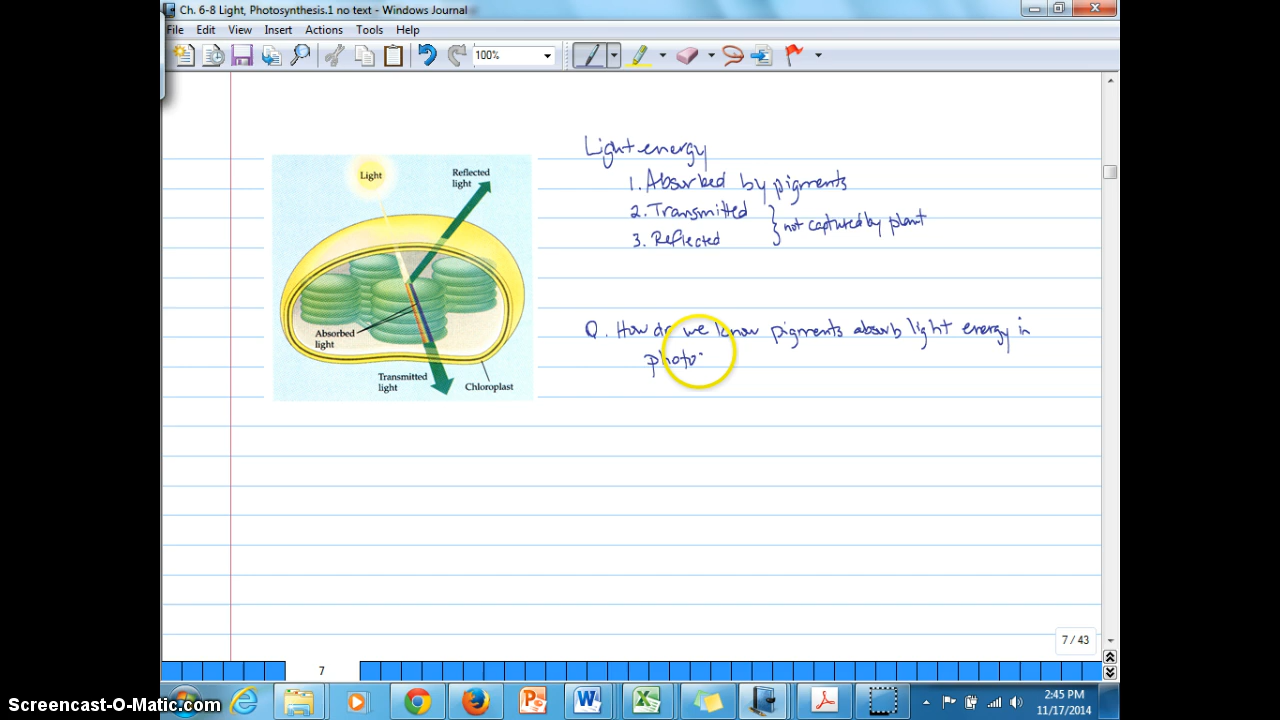 Ch. 6-8 Light, Photosynthesis.1 no text - Windows Journal
File Edit View Insert Actions Tools Help
100%
Light energy
1. Absorbed by pigments
2. Transmitted
3. Reflected
not captured by plant
Light
Reflected
light
Absorbed
light
Transmitted
light
Chloroplast
Q. How do we know pigments absorb light energy in
photo
7 / 43
7
2:45 PM
11/17/2014
Screencast-O-Matic.com